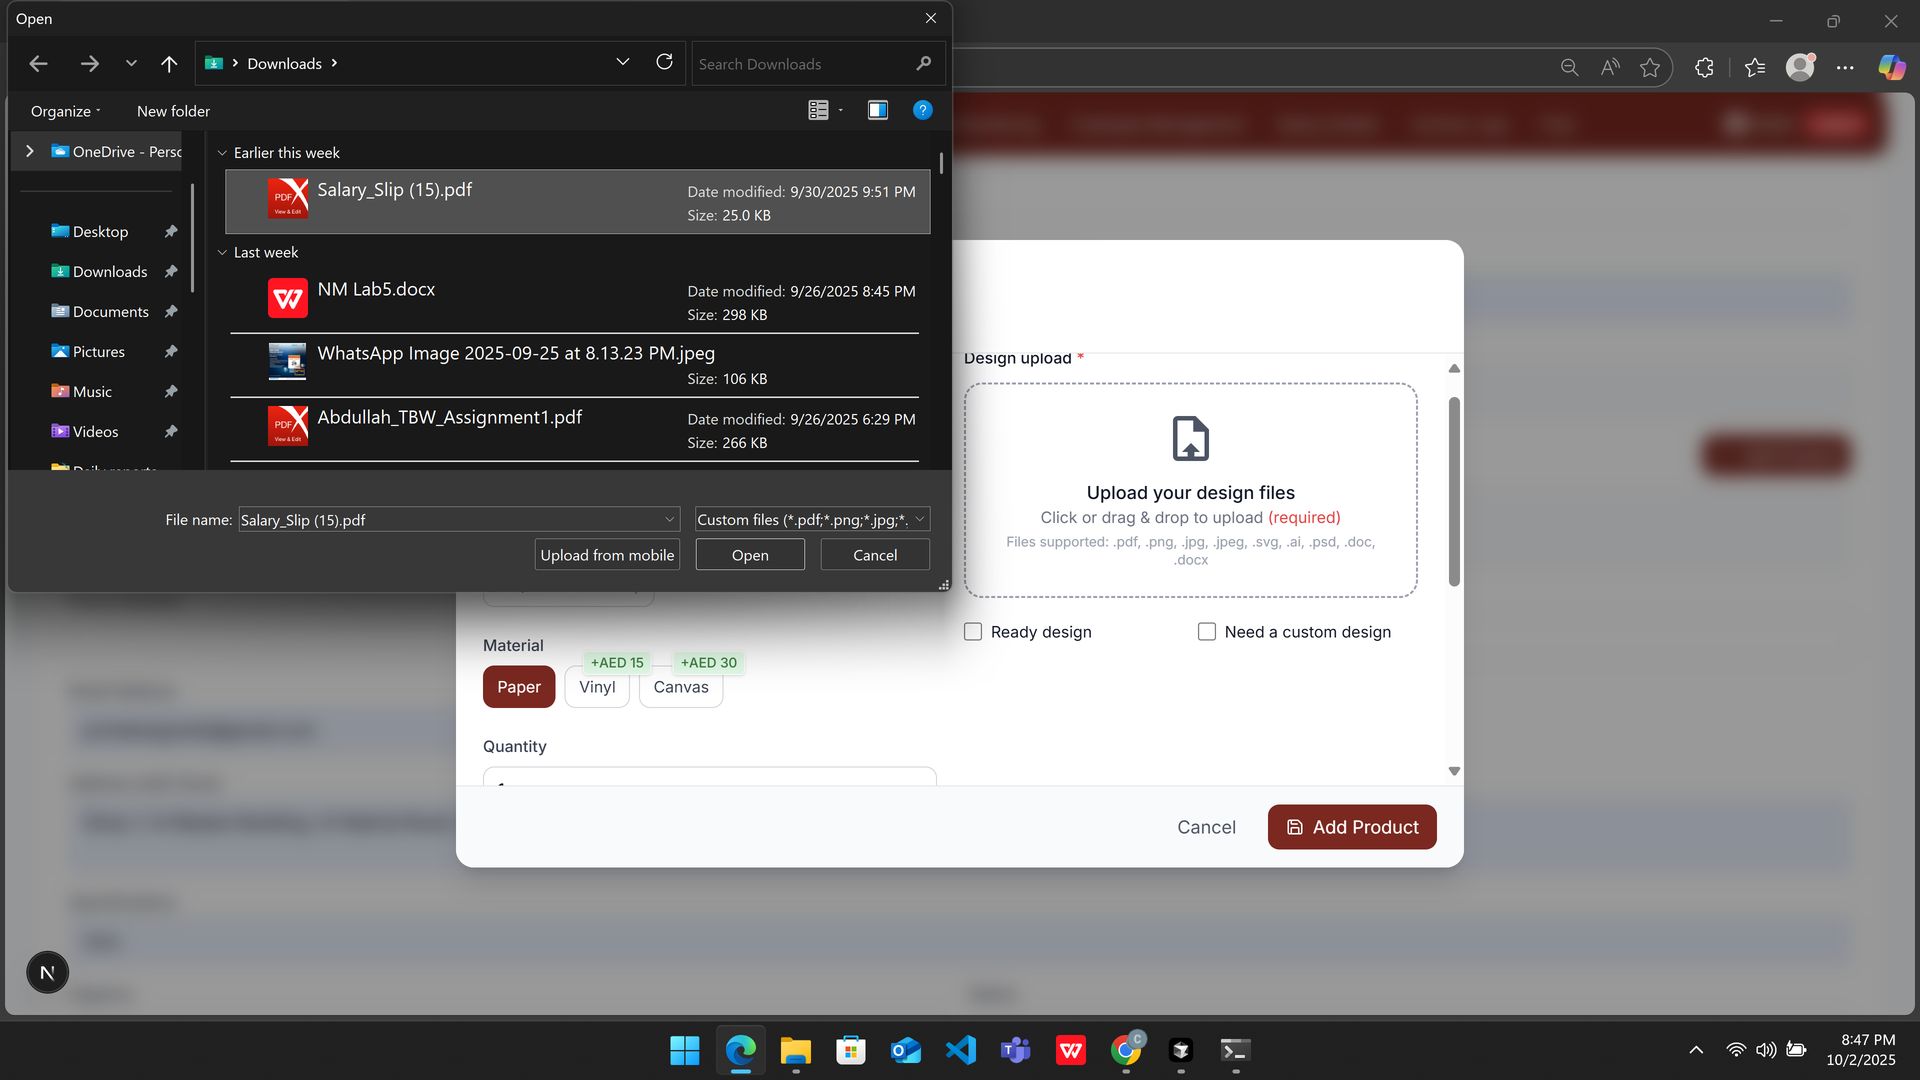 Open
Downloads
Search Downloads
Organize
New folder
OneDrive - Perso
Desktop
Downloads
Documents
Pictures
Music
Videos
Earlier this week
Salary_Slip (15).pdf
Date modified: 9/30/2025 9:51 PM
Size: 25.0 KB
Last week
NM Lab5.docx
Date modified: 9/26/2025 8:45 PM
Size: 298 KB
WhatsApp Image 2025-09-25 at 8.13.23 PM.jpeg
Size: 106 KB
Abdullah_TBW_Assignment1.pdf
Date modified: 9/26/2025 6:29 PM
Size: 266 KB
File name: Salary_Slip (15).pdf
Custom files (*.pdf;*.png;*.jpg;*.
Upload from mobile
Open
Cancel
Design upload *
Upload your design files
Click or drag & drop to upload (required)
Files supported: .pdf, .png, .jpg, .jpeg, .svg, .ai, .psd, .doc,
.docx
Ready design
Need a custom design
Material
+AED 15
+AED 30
Paper
Vinyl
Canvas
Quantity
Cancel
Add Product
N
8:47 PM
10/2/2025